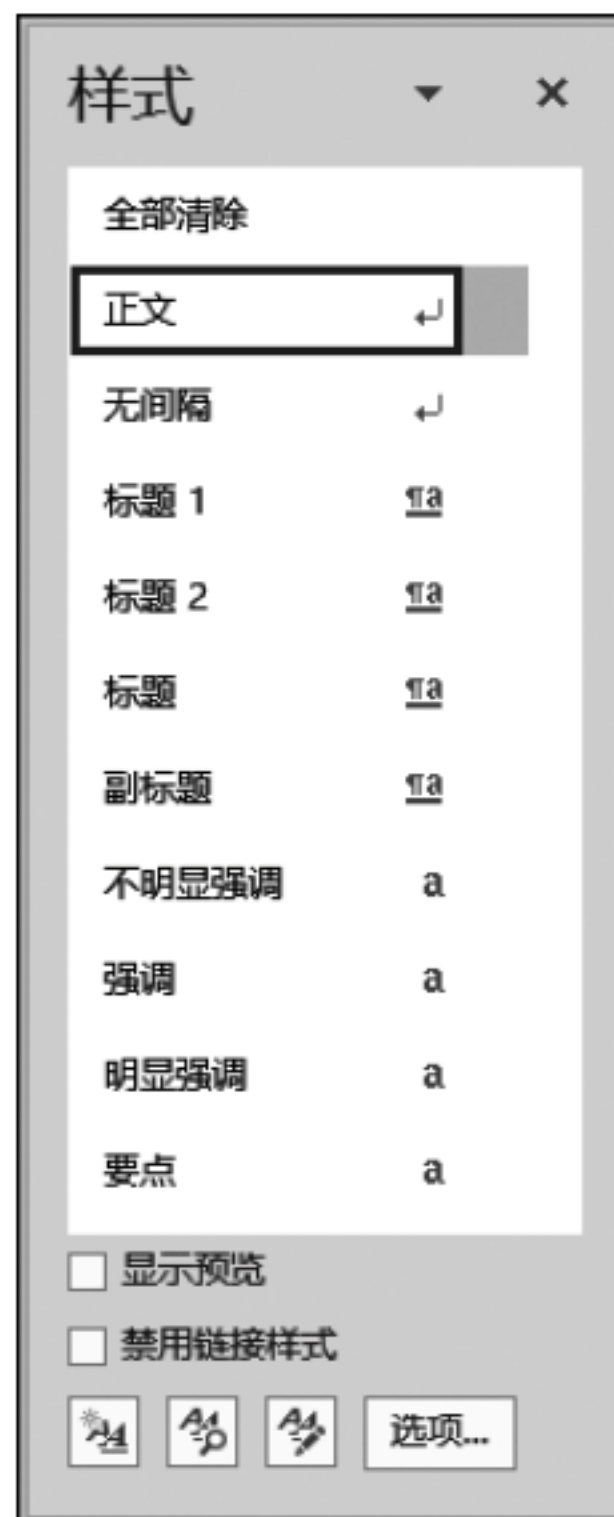 样式
全部清除
正文
无间隔
标题 1
标题 2
标题
副标题
不明显强调 a
强调 a
明显强调 a
要点 a
显示预览
禁用链接样式
选项...